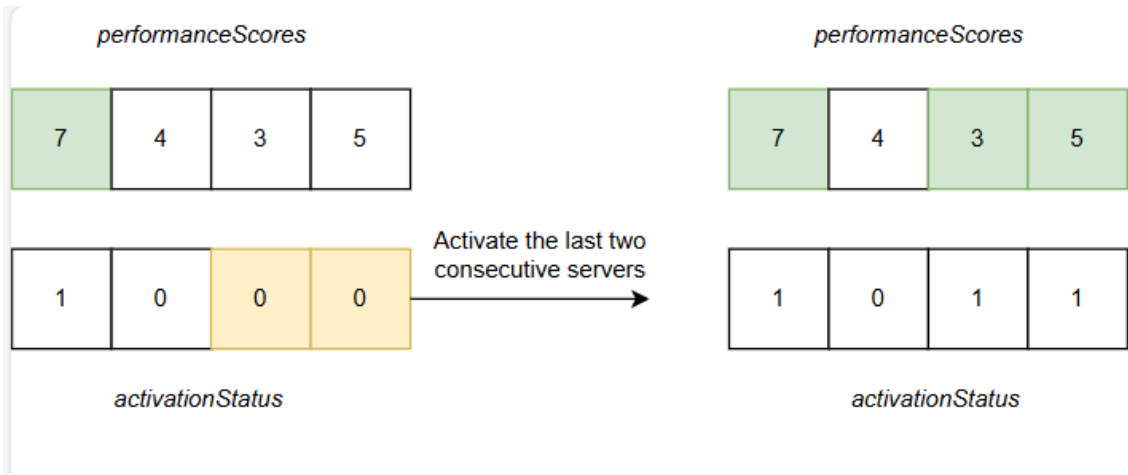 performanceScores
performanceScores
7 4 3 5
7 4 3 5
Activate the last two
consecutive servers
1 0 0 0
1 0 1 1
activationStatus
activationStatus